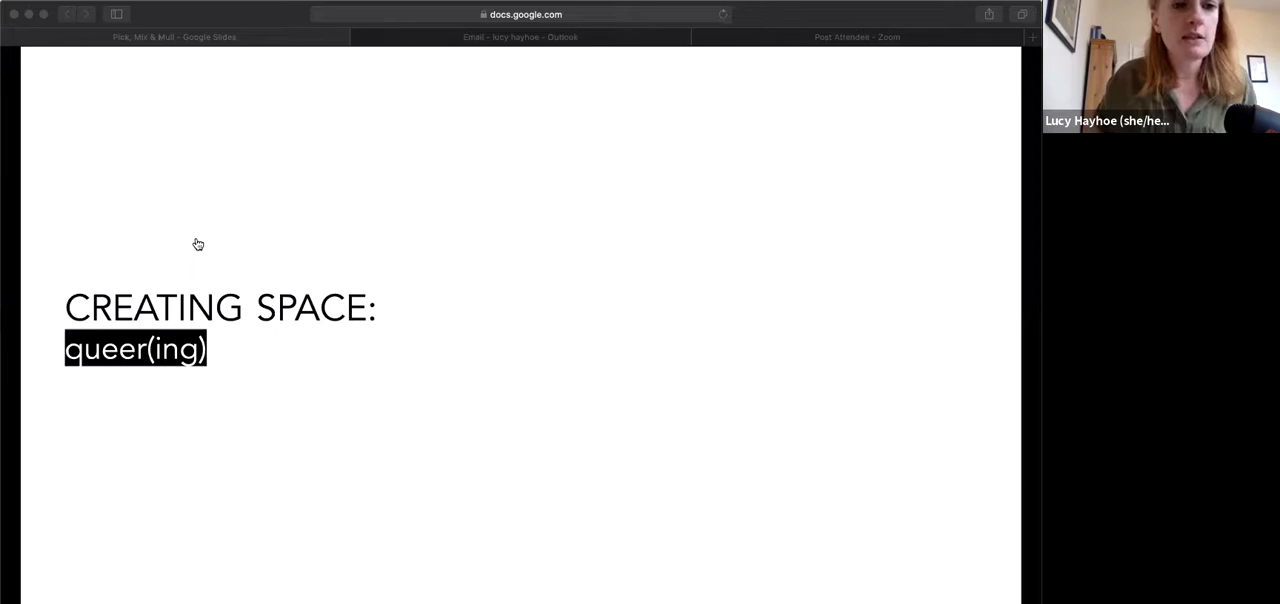 docs.google.com
Pick, Mix & Mull - Google Slides
Email - lucy hayhoe - Outlook
Post Attendee - Zoom
Lucy Hayhoe (she/he...
CREATING SPACE:
queer(ing)